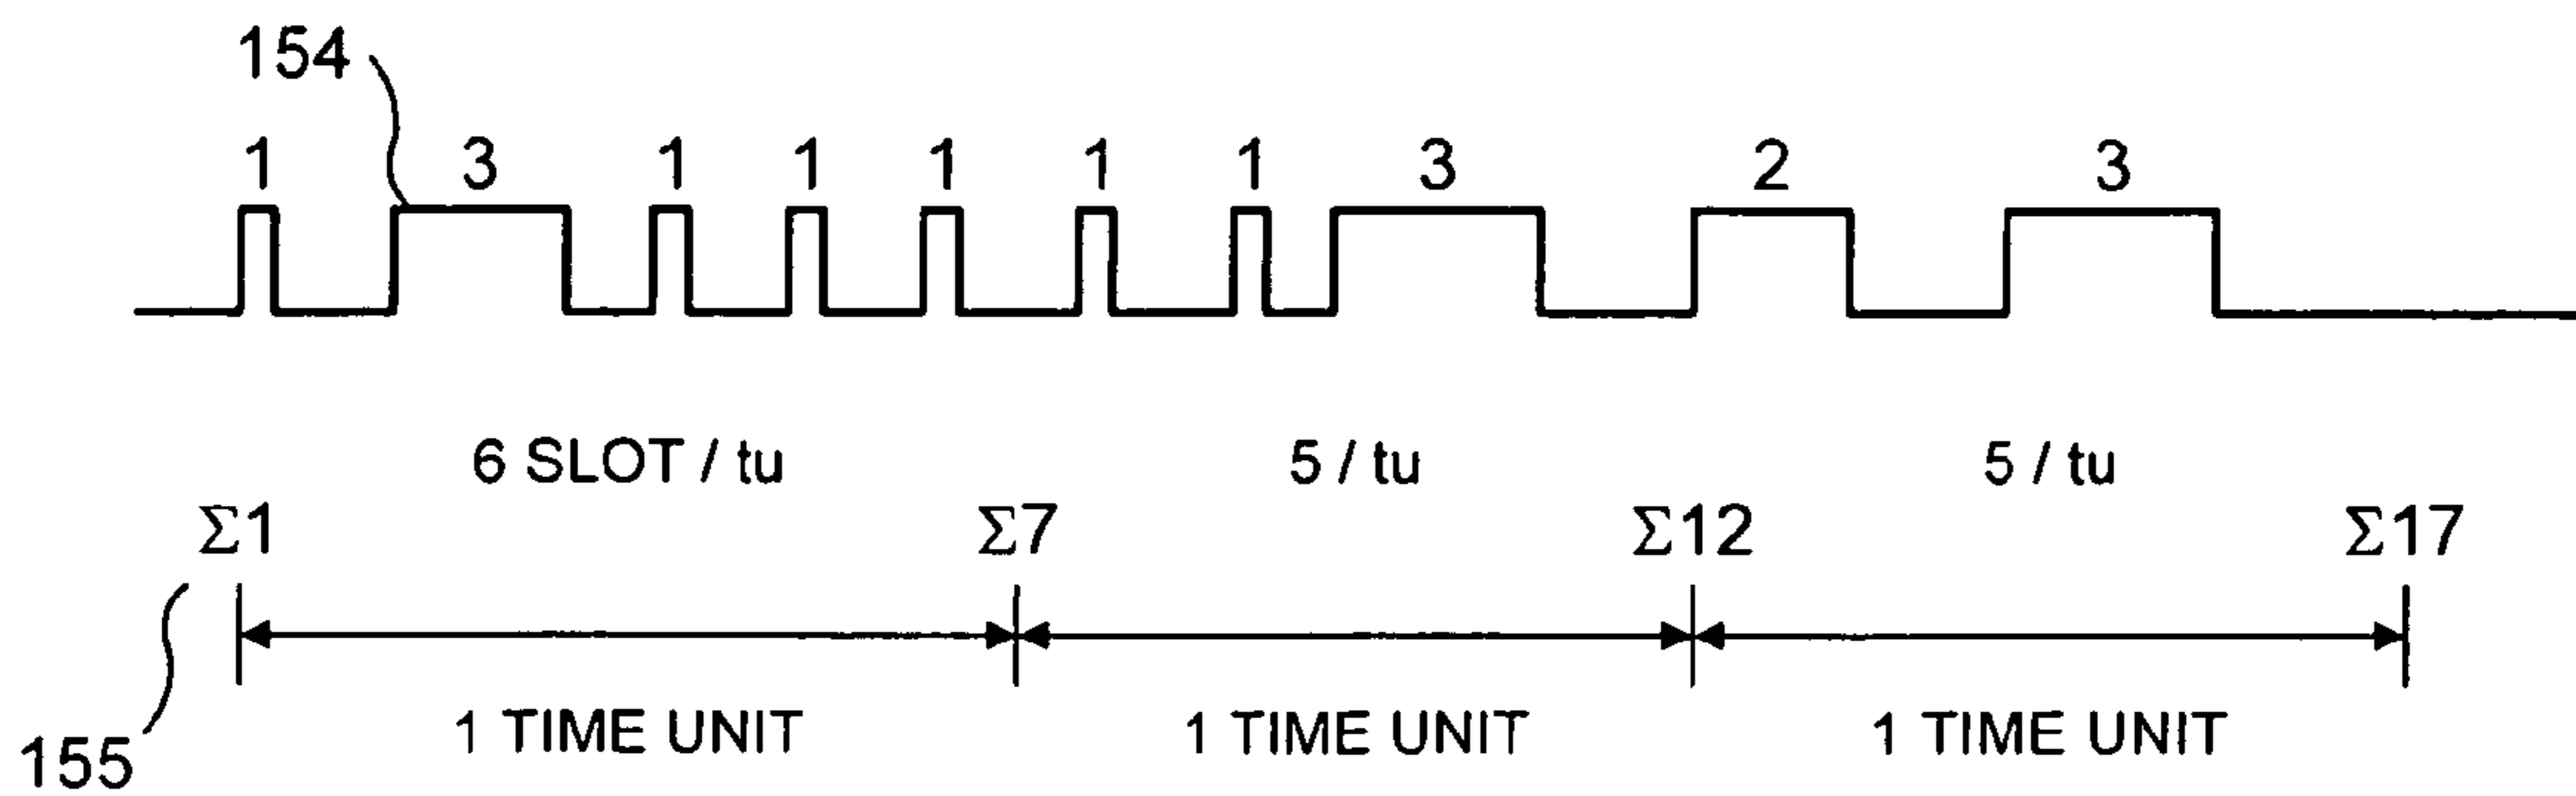 154
1 3 1 1 1 1 1 3 2 3
6 SLOT / tu 5 / tu 5 / tu
Σ1 Σ7 Σ12 Σ17
1 TIME UNIT 1 TIME UNIT 1 TIME UNIT
155